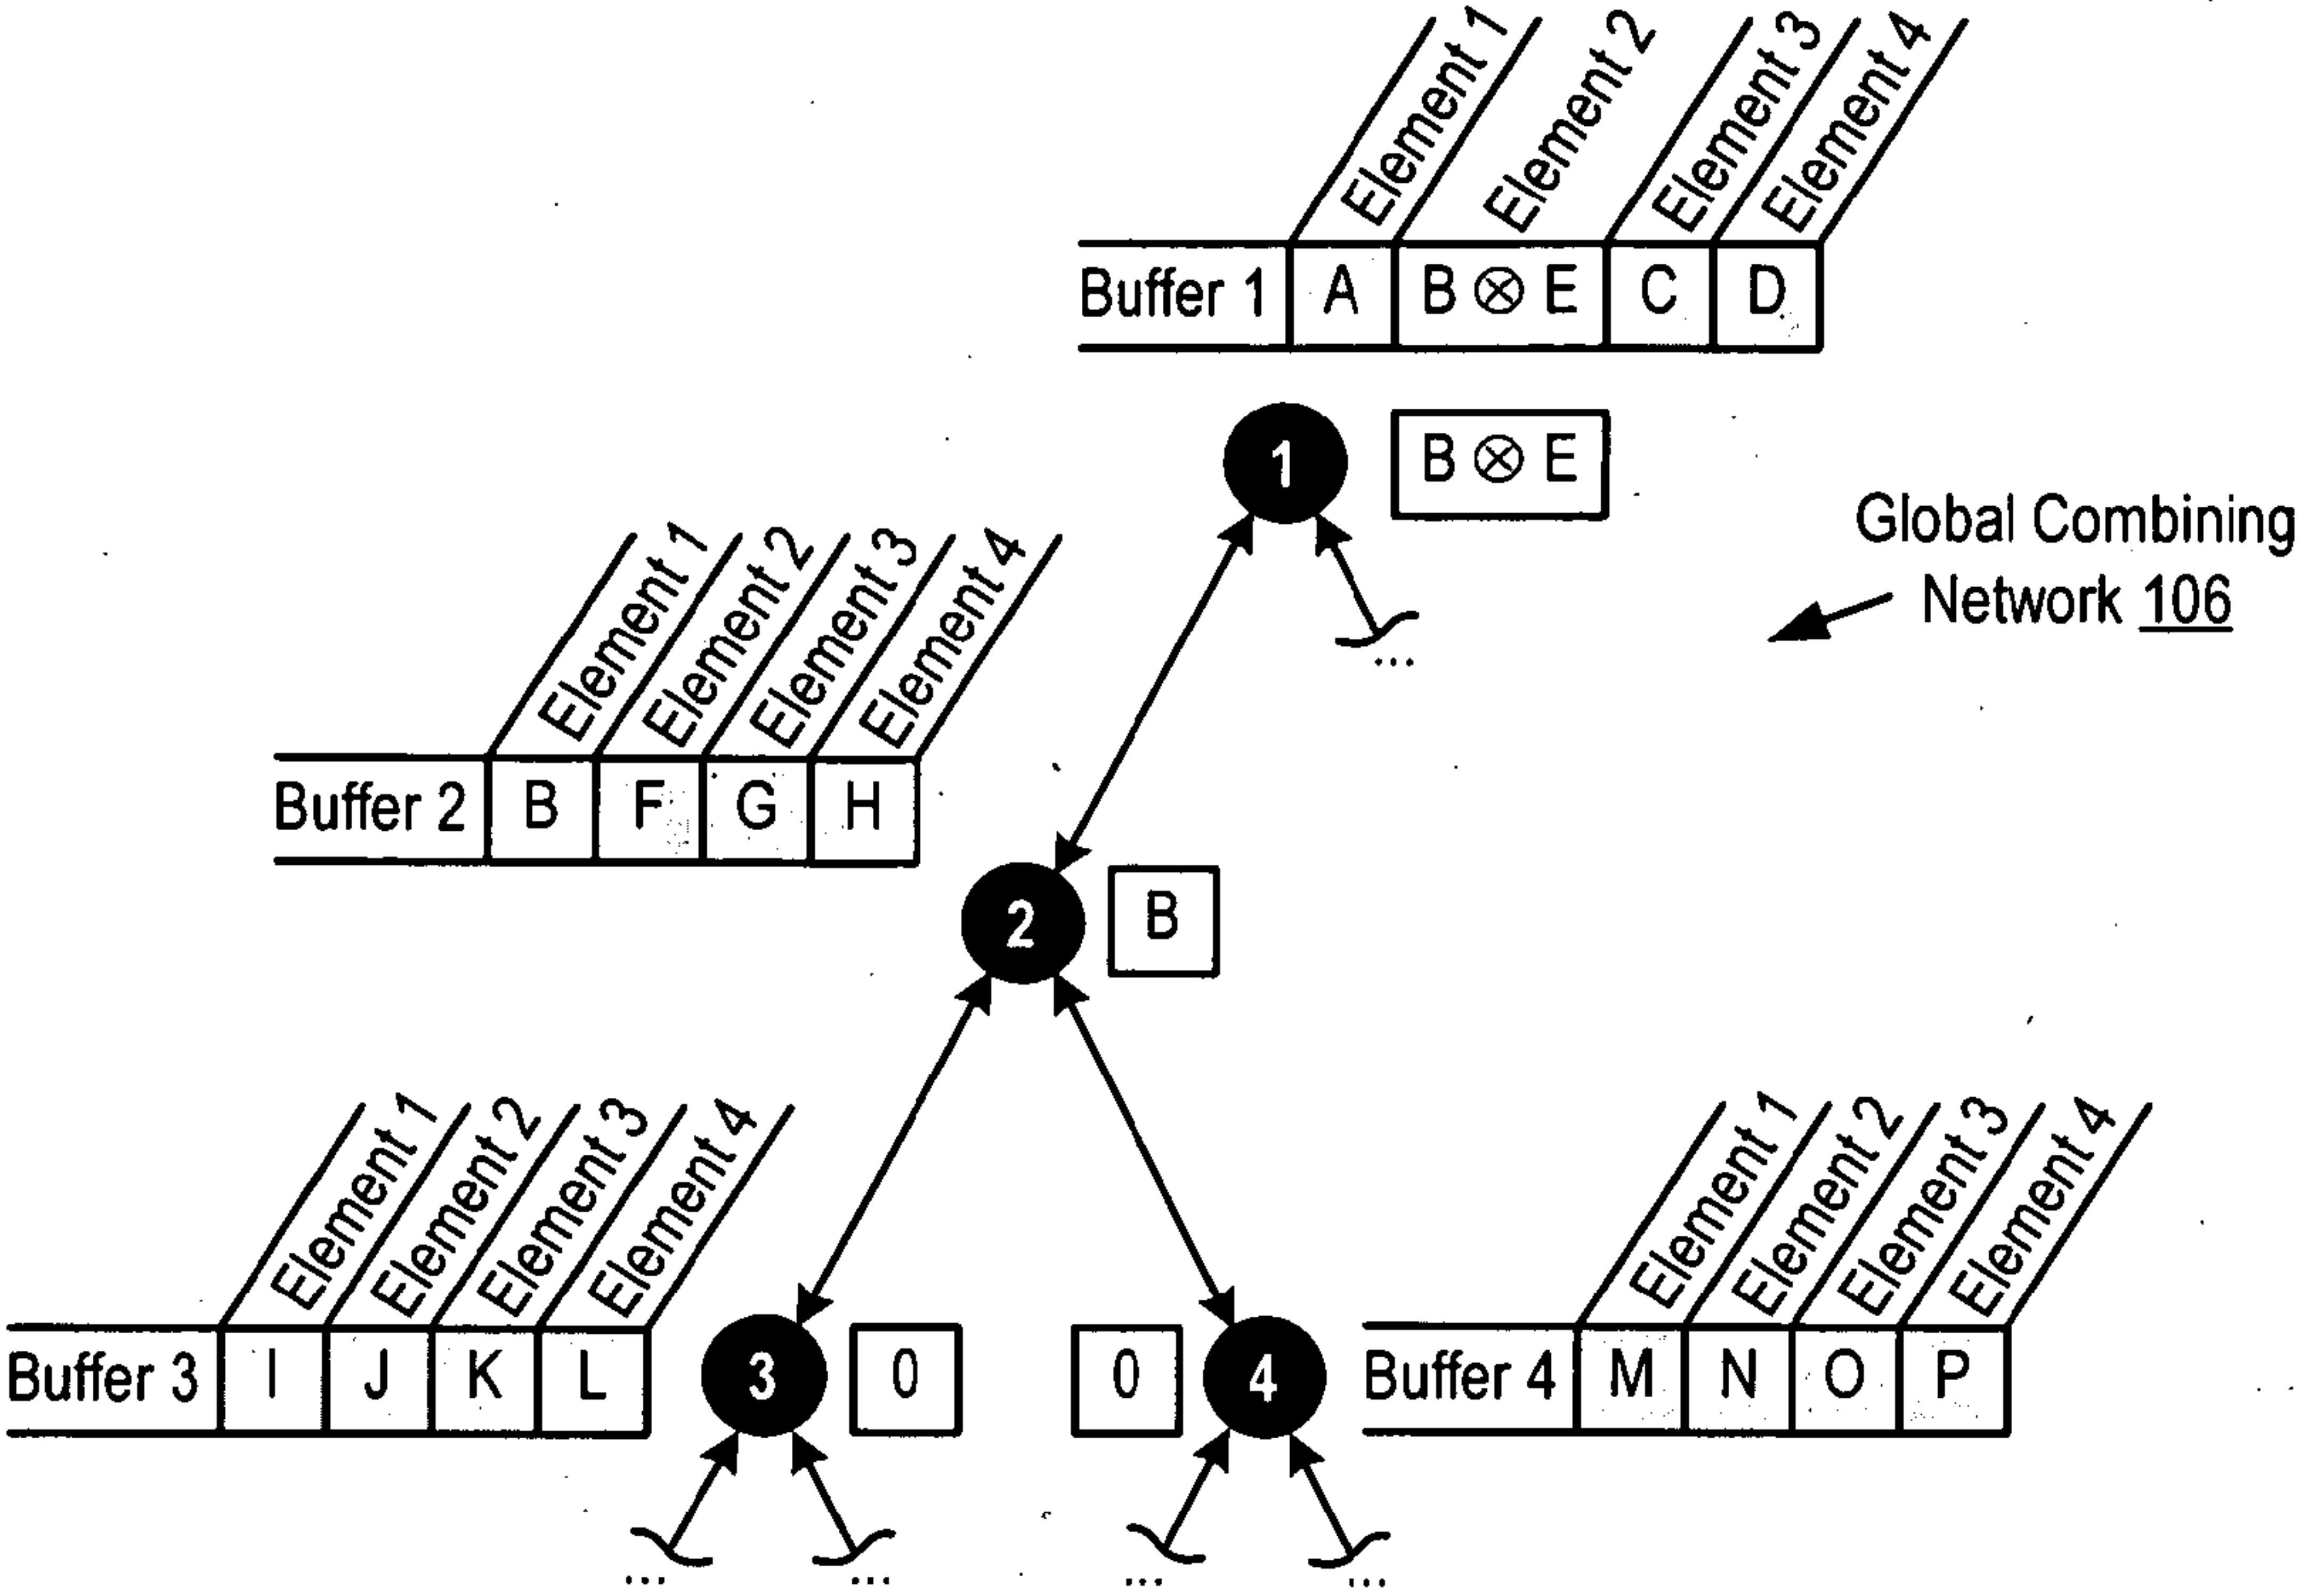 Element 1
Element 2
Element 3
Element 4
Buffer 1 A B ⊗ E C D
1
B ⊗ E
Global Combining
Network 106
...
Element 1
Element 2
Element 3
Element 4
Buffer 2 B F G H
2
B
Element 1
Element 2
Element 3
Element 4
Buffer 3 I J K L
3
0
0
4
Element 1
Element 2
Element 3
Element 4
Buffer 4 M N O P
...
...
...
...